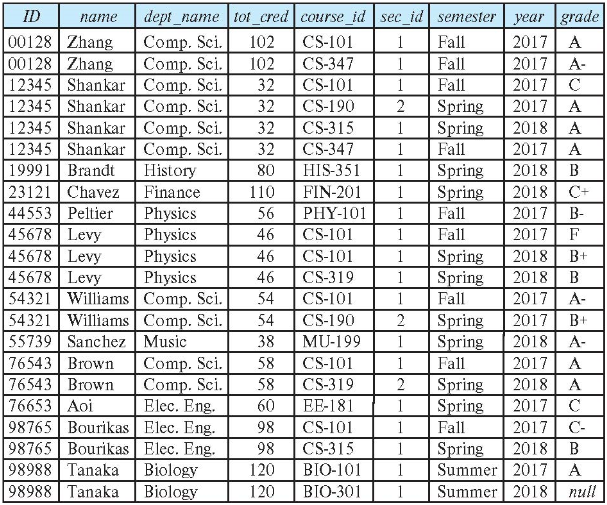 ID name dept_name tot_cred course_id sec_id semester year grade
00128 Zhang Comp. Sci. 102 CS-101 1 Fall 2017 A
00128 Zhang Comp. Sci. 102 CS-347 1 Fall 2017 A-
12345 Shankar Comp. Sci. 32 CS-101 1 Fall 2017 C
12345 Shankar Comp. Sci. 32 CS-190 2 Spring 2017 A
12345 Shankar Comp. Sci. 32 CS-315 1 Spring 2018 A
12345 Shankar Comp. Sci. 32 CS-347 1 Fall 2017 A
19991 Brandt History 80 HIS-351 1 Spring 2018 B
23121 Chavez Finance 110 FIN-201 1 Spring 2018 C+
44553 Peltier Physics 56 PHY-101 1 Fall 2017 B-
45678 Levy Physics 46 CS-101 1 Fall 2017 F
45678 Levy Physics 46 CS-101 1 Spring 2018 B+
45678 Levy Physics 46 CS-319 1 Spring 2018 B
54321 Williams Comp. Sci. 54 CS-101 1 Fall 2017 A-
54321 Williams Comp. Sci. 54 CS-190 2 Spring 2017 B+
55739 Sanchez Music 38 MU-199 1 Spring 2018 A-
76543 Brown Comp. Sci. 58 CS-101 1 Fall 2017 A
76543 Brown Comp. Sci. 58 CS-319 2 Spring 2018 A
76653 Aoi Elec. Eng. 60 EE-181 1 Spring 2017 C
98765 Bourikas Elec. Eng. 98 CS-101 1 Fall 2017 C-
98765 Bourikas Elec. Eng. 98 CS-315 1 Spring 2018 B
98988 Tanaka Biology 120 BIO-101 1 Summer 2017 A
98988 Tanaka Biology 120 BIO-301 1 Summer 2018 null